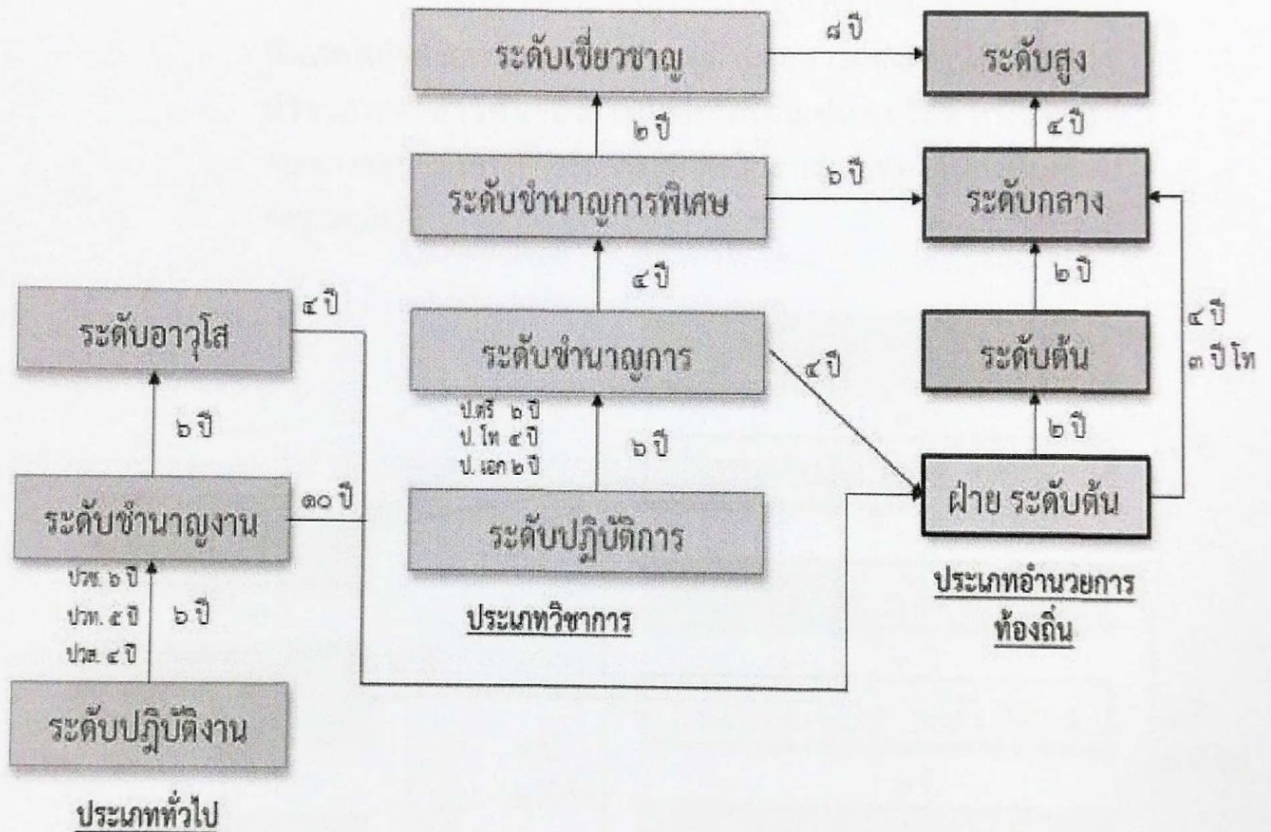 ระดับเชี่ยวชาญ
๘ ปี
ระดับสูง
๒ ปี
๔ ปี
ระดับชำนาญการพิเศษ
๖ ปี
ระดับกลาง
๔ ปี
๒ ปี
ระดับอาวุโส
๔ ปี
ระดับชำนาญการ
๔ ปี
ระดับต้น
๔ ปี
๓ ปี โท
๖ ปี
ป.ตรี ๖ ปี
ป. โท ๔ ปี
ป. เอก ๒ ปี
๖ ปี
๒ ปี
ระดับชำนาญงาน
๑๐ ปี
ระดับปฏิบัติการ
ฝ่าย ระดับต้น
ปวช. ๖ ปี
ปวท. ๕ ปี
ปวส. ๔ ปี
๖ ปี
ประเภทวิชาการ
ประเภทอำนวยการ
ท้องถิ่น
ระดับปฏิบัติงาน
ประเภททั่วไป